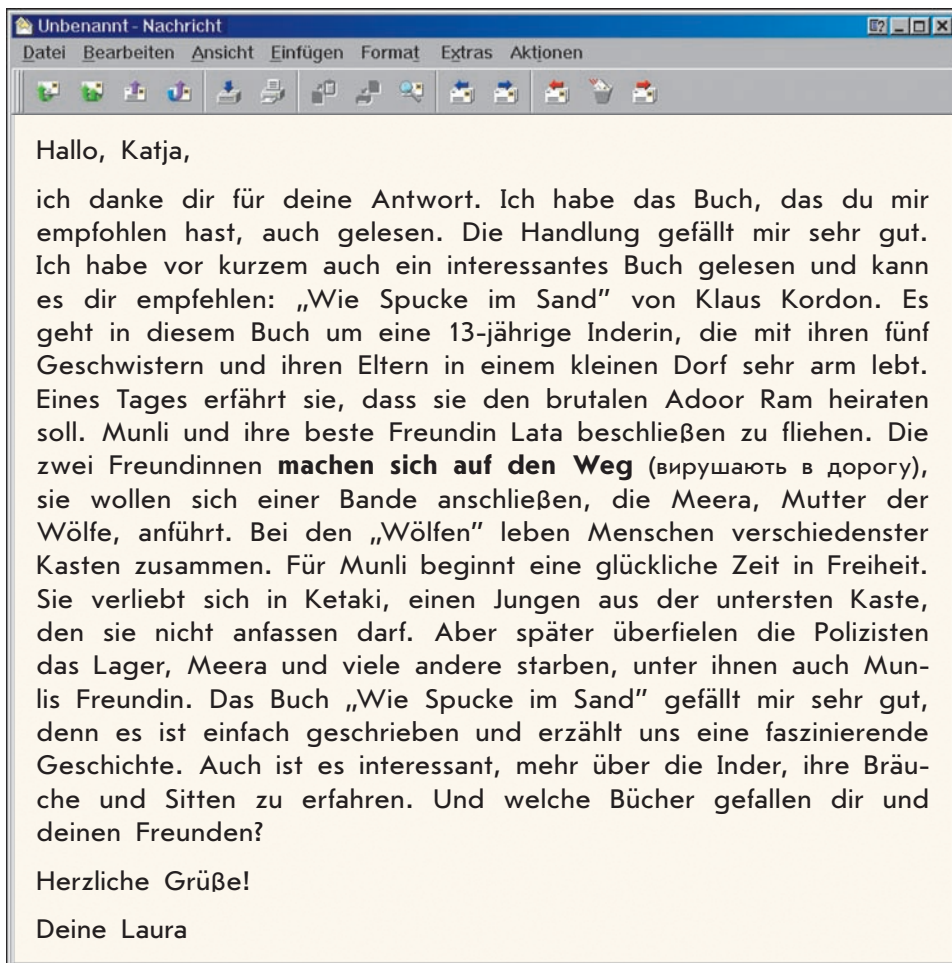 Unbenannt - Nachricht
Datei Bearbeiten Ansicht Einfügen Format Extras Aktionen
Hallo, Katja,
ich danke dir für deine Antwort. Ich habe das Buch, das du mir
empfohlen hast, auch gelesen. Die Handlung gefällt mir sehr gut.
Ich habe vor kurzem auch ein interessantes Buch gelesen und kann
es dir empfehlen: „Wie Spucke im Sand” von Klaus Kordon. Es
geht in diesem Buch um eine 13-jährige Inderin, die mit ihren fünf
Geschwistern und ihren Eltern in einem kleinen Dorf sehr arm lebt.
Eines Tages erfährt sie, dass sie den brutalen Adoor Ram heiraten
soll. Munli und ihre beste Freundin Lata beschließen zu fliehen. Die
zwei Freundinnen machen sich auf den Weg (вирушають в дорогу),
sie wollen sich einer Bande anschließen, die Meera, Mutter der
Wölfe, anführt. Bei den „Wölfen” leben Menschen verschiedenster
Kasten zusammen. Für Munli beginnt eine glückliche Zeit in Freiheit.
Sie verliebt sich in Ketaki, einen Jungen aus der untersten Kaste,
den sie nicht anfassen darf. Aber später überfielen die Polizisten
das Lager, Meera und viele andere starben, unter ihnen auch Mun-
lis Freundin. Das Buch „Wie Spucke im Sand” gefällt mir sehr gut,
denn es ist einfach geschrieben und erzählt uns eine faszinierende
Geschichte. Auch ist es interessant, mehr über die Inder, ihre Bräu-
che und Sitten zu erfahren. Und welche Bücher gefallen dir und
deinen Freunden?
Herzliche Grüße!
Deine Laura